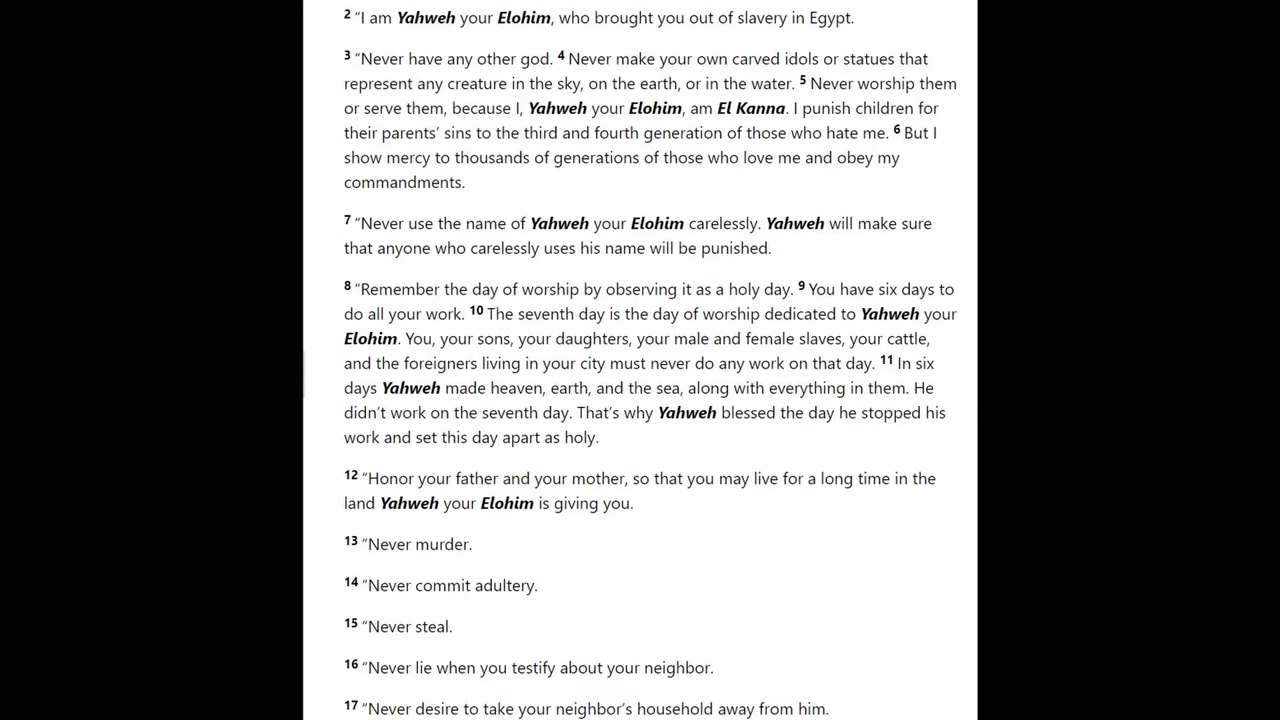 2 “I am Yahweh your Elohim, who brought you out of slavery in Egypt.
3 “Never have any other god. 4 Never make your own carved idols or statues that
represent any creature in the sky, on the earth, or in the water. 5 Never worship them
or serve them, because I, Yahweh your Elohim, am El Kanna. I punish children for
their parents’ sins to the third and fourth generation of those who hate me. 6 But I
show mercy to thousands of generations of those who love me and obey my
commandments.
7 “Never use the name of Yahweh your Elohim carelessly. Yahweh will make sure
that anyone who carelessly uses his name will be punished.
8 “Remember the day of worship by observing it as a holy day. 9 You have six days to
do all your work. 10 The seventh day is the day of worship dedicated to Yahweh your
Elohim. You, your sons, your daughters, your male and female slaves, your cattle,
and the foreigners living in your city must never do any work on that day. 11 In six
days Yahweh made heaven, earth, and the sea, along with everything in them. He
didn’t work on the seventh day. That’s why Yahweh blessed the day he stopped his
work and set this day apart as holy.
12 “Honor your father and your mother, so that you may live for a long time in the
land Yahweh your Elohim is giving you.
13 “Never murder.
14 “Never commit adultery.
15 “Never steal.
16 “Never lie when you testify about your neighbor.
17 “Never desire to take your neighbor’s household away from him.